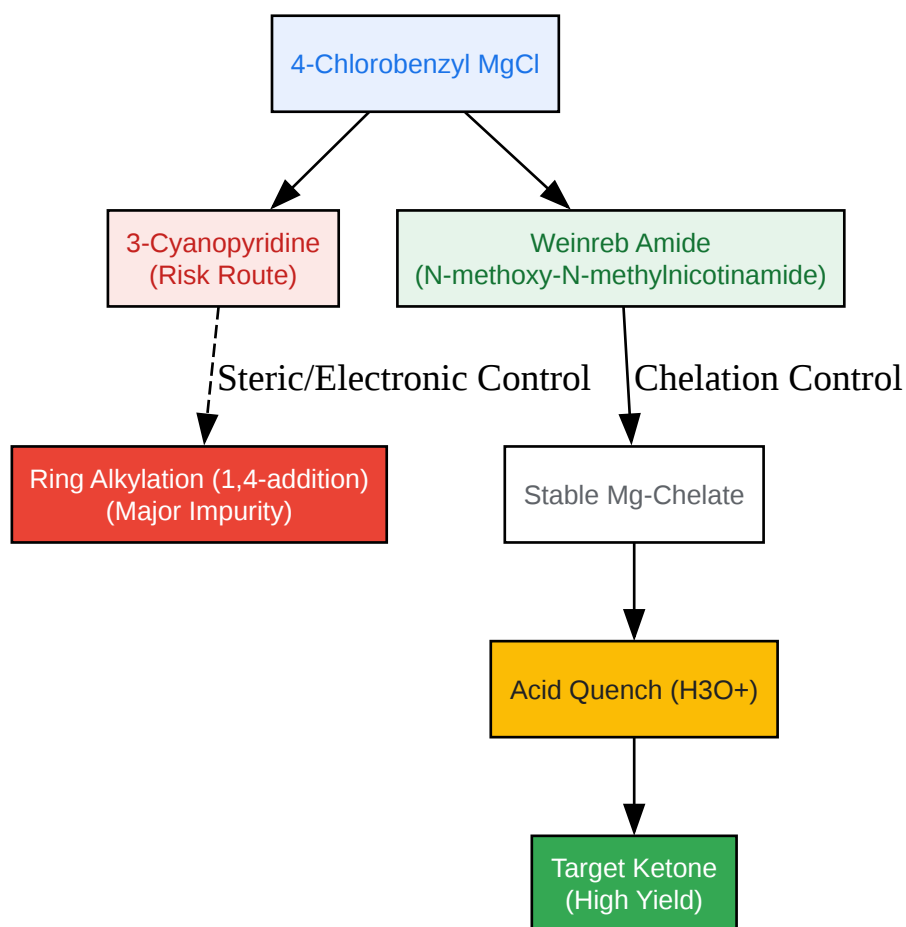 4-Chlorobenzyl MgCl
3-Cyanopyridine
(Risk Route)
Weinreb Amide
(N-methoxy-N-methylnicotinamide)
Steric/Electronic Control
Chelation Control
Ring Alkylation (1,4-addition)
(Major Impurity)
Stable Mg-Chelate
Acid Quench (H3O+)
Target Ketone
(High Yield)